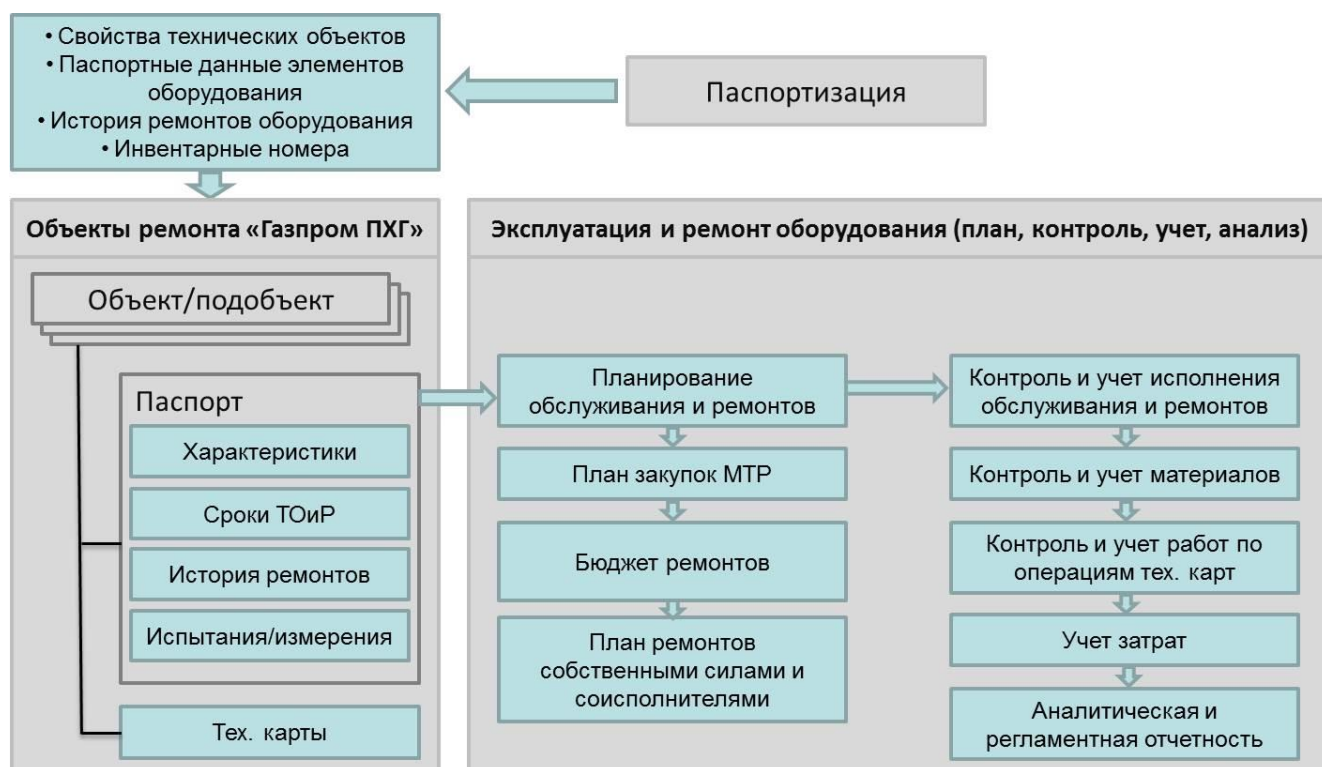 • Свойства технических объектов
• Паспортные данные элементов
оборудования
• История ремонтов оборудования
• Инвентарные номера
Паспортизация
Объекты ремонта «Газпром ПХГ»
Объект/подобъект
Паспорт
Характеристики
Сроки ТОиР
История ремонтов
Испытания/измерения
Тех. карты
Эксплуатация и ремонт оборудования (план, контроль, учет, анализ)
Планирование
обслуживания и ремонтов
План закупок МТР
Бюджет ремонтов
План ремонтов
собственными силами и
соисполнителями
Контроль и учет исполнения
обслуживания и ремонтов
Контроль и учет материалов
Контроль и учет работ по
операциям тех. карт
Учет затрат
Аналитическая и
регламентная отчетность